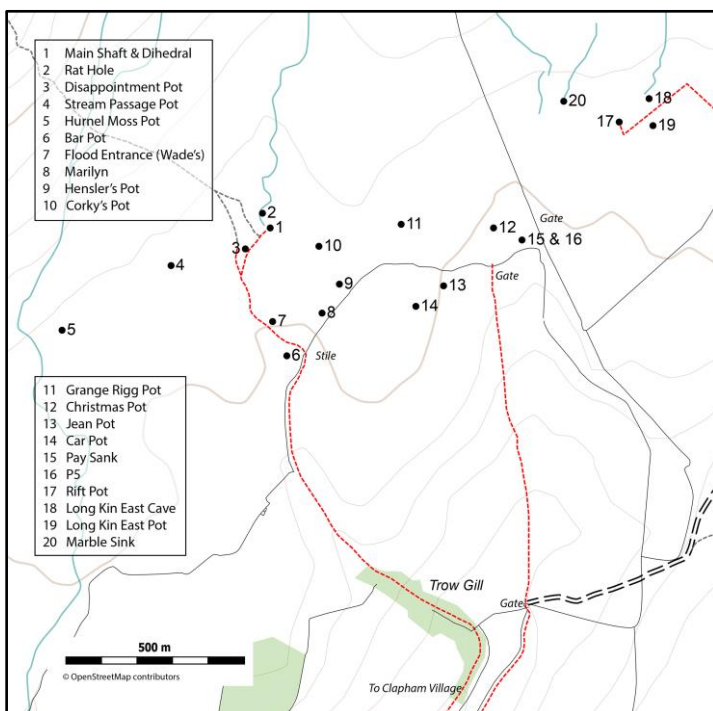 1 Main Shaft & Dihedral
2 Rat Hole
3 Disappointment Pot
4 Stream Passage Pot
5 Hurnel Moss Pot
6 Bar Pot
7 Flood Entrance (Wade's)
8 Marilyn
9 Hensler's Pot
10 Corky's Pot
20
18
17
19
2
1
11
12
Gate
15 & 16
3
10
4
Gate
9
13
14
8
7
5
6
Stile
11 Grange Rigg Pot
12 Christmas Pot
13 Jean Pot
14 Car Pot
15 Pay Sank
16 P5
17 Rift Pot
18 Long Kin East Cave
19 Long Kin East Pot
20 Marble Sink
Trow Gill
Gate
500 m
© OpenStreetMap contributors
To Clapham Village